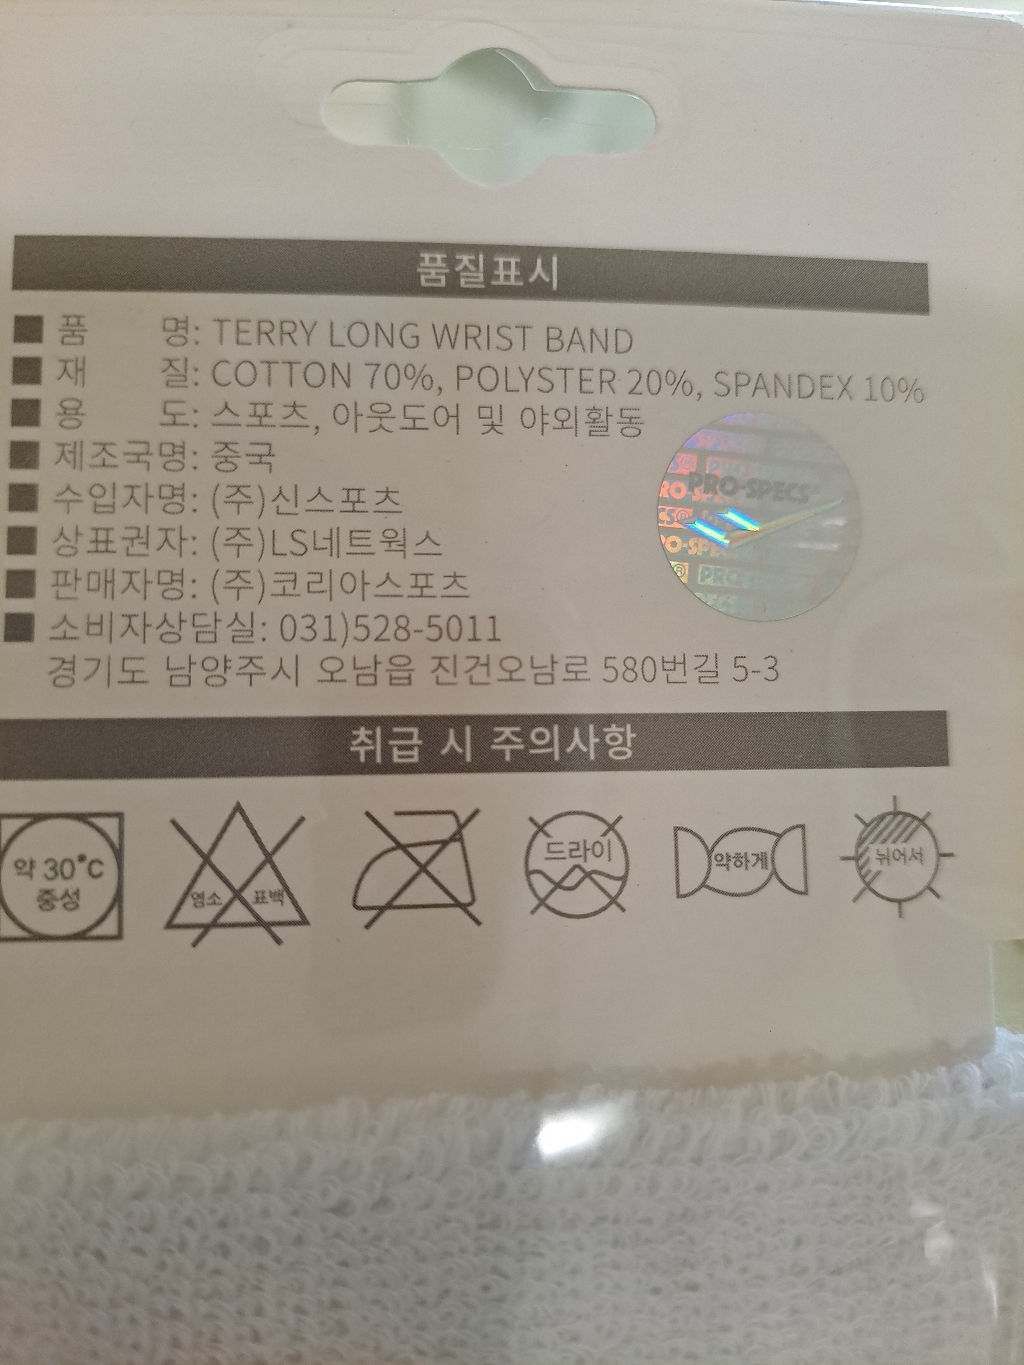 품질표시
■ 품 명: TERRY LONG WRIST BAND
■ 재 질: COTTON 70%, POLYSTER 20%, SPANDEX 10%
■ 용 도: 스포츠, 아웃도어 및 야외활동
■ 제조국명: 중국
■ 수입자명: (주)신스포츠
■ 상표권자: (주)LS네트웍스
■ 판매자명: (주)코리아스포츠
■ 소비자상담실: 031)528-5011
경기도 남양주시 오남읍 진건오남로 580번길 5-3
PRO-SPECS
취급 시 주의사항
약 30°C
중성
염소 표백
드라이
약하게
뉘어서